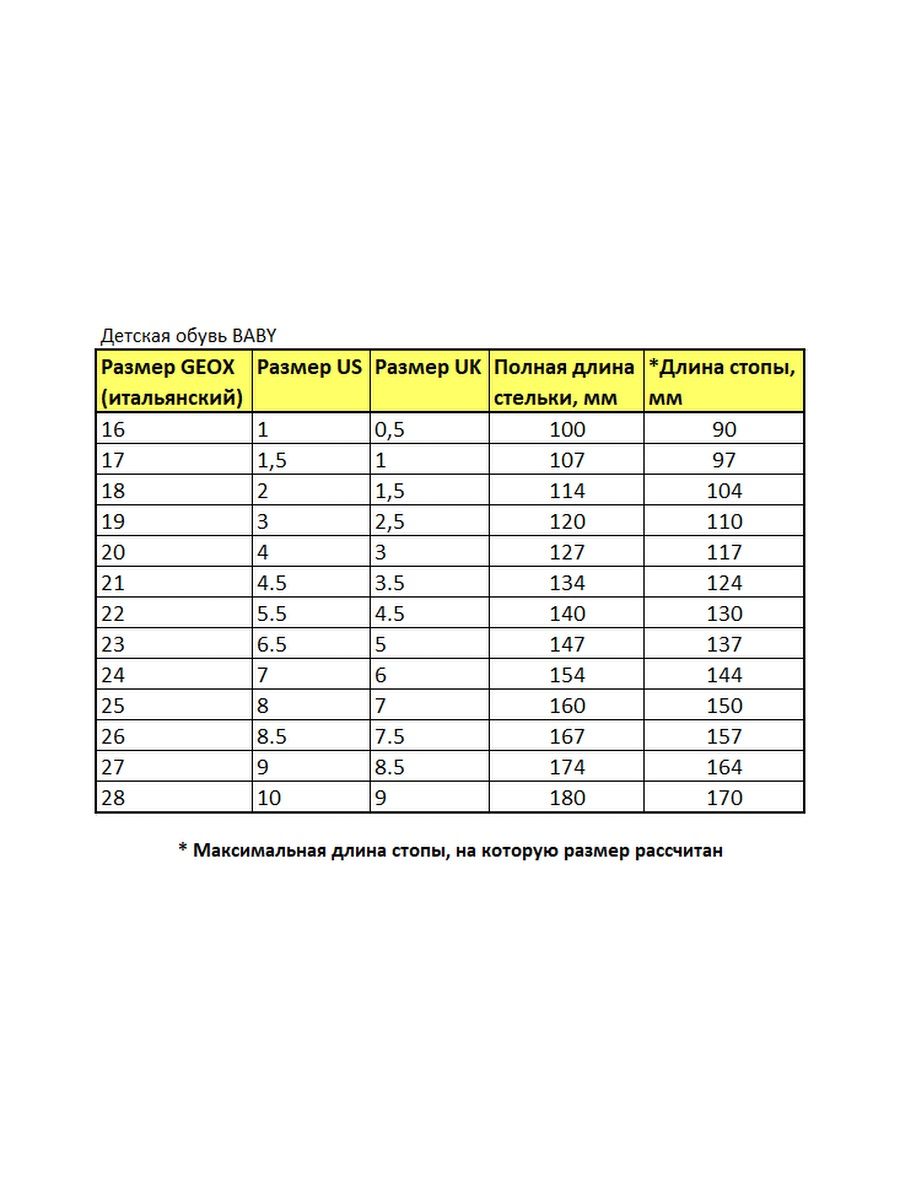 Детская обувь BABY
Размер GEOX Размер US Размер UK Полная длина *Длина стопы,
(итальянский) стельки, мм мм
16 1 0,5 100 90
17 1,5 1 107 97
18 2 1,5 114 104
19 3 2,5 120 110
20 4 3 127 117
21 4.5 3.5 134 124
22 5.5 4.5 140 130
23 6.5 5 147 137
24 7 6 154 144
25 8 7 160 150
26 8.5 7.5 167 157
27 9 8.5 174 164
28 10 9 180 170
* Максимальная длина стопы, на которую размер рассчитан